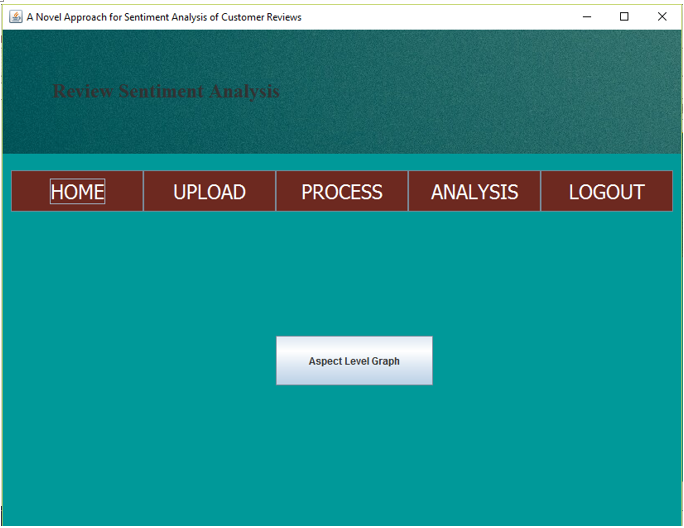 A Novel Approach for Sentiment Analysis of Customer Reviews
Review Sentiment Analysis
HOME UPLOAD PROCESS ANALYSIS LOGOUT
Aspect Level Graph